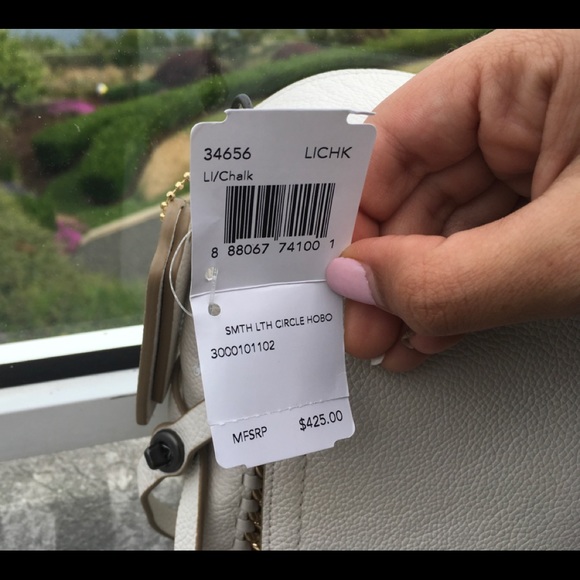 34656 LICHK
LI/Chalk
8 88067 74100 1
SMTH LTH CIRCLE HOBO
3000101102
MFSRP $425.00